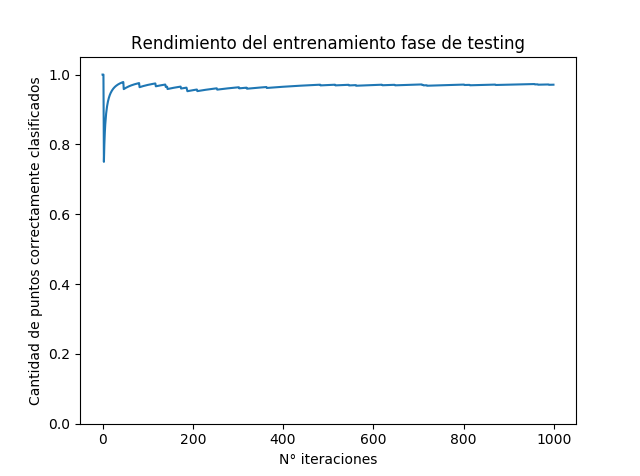 Rendimiento del entrenamiento fase de testing
Cantidad de puntos correctamente clasificados
1.0
0.8
0.6
0.4
0.2
0.0
0 200 400 600 800 1000
N° iteraciones